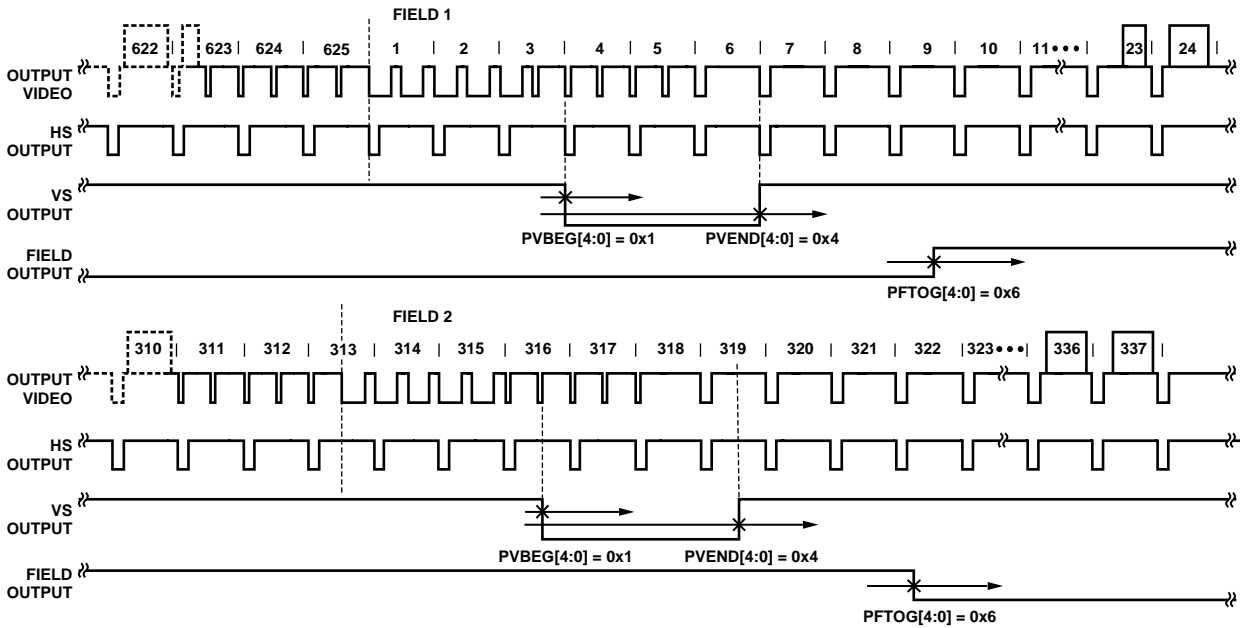 FIELD 1
622 623 624 625 1 2 3 4 5 6 7 8 9 10 11 ••• 23 24
OUTPUT
VIDEO
HS
OUTPUT
VS
OUTPUT
PVBEG[4:0] = 0x1 PVEND[4:0] = 0x4
FIELD
OUTPUT
PFTOG[4:0] = 0x6
FIELD 2
310 311 312 313 314 315 316 317 318 319 320 321 322 323 ••• 336 337
OUTPUT
VIDEO
HS
OUTPUT
VS
OUTPUT
PVBEG[4:0] = 0x1 PVEND[4:0] = 0x4
FIELD
OUTPUT
PFTOG[4:0] = 0x6